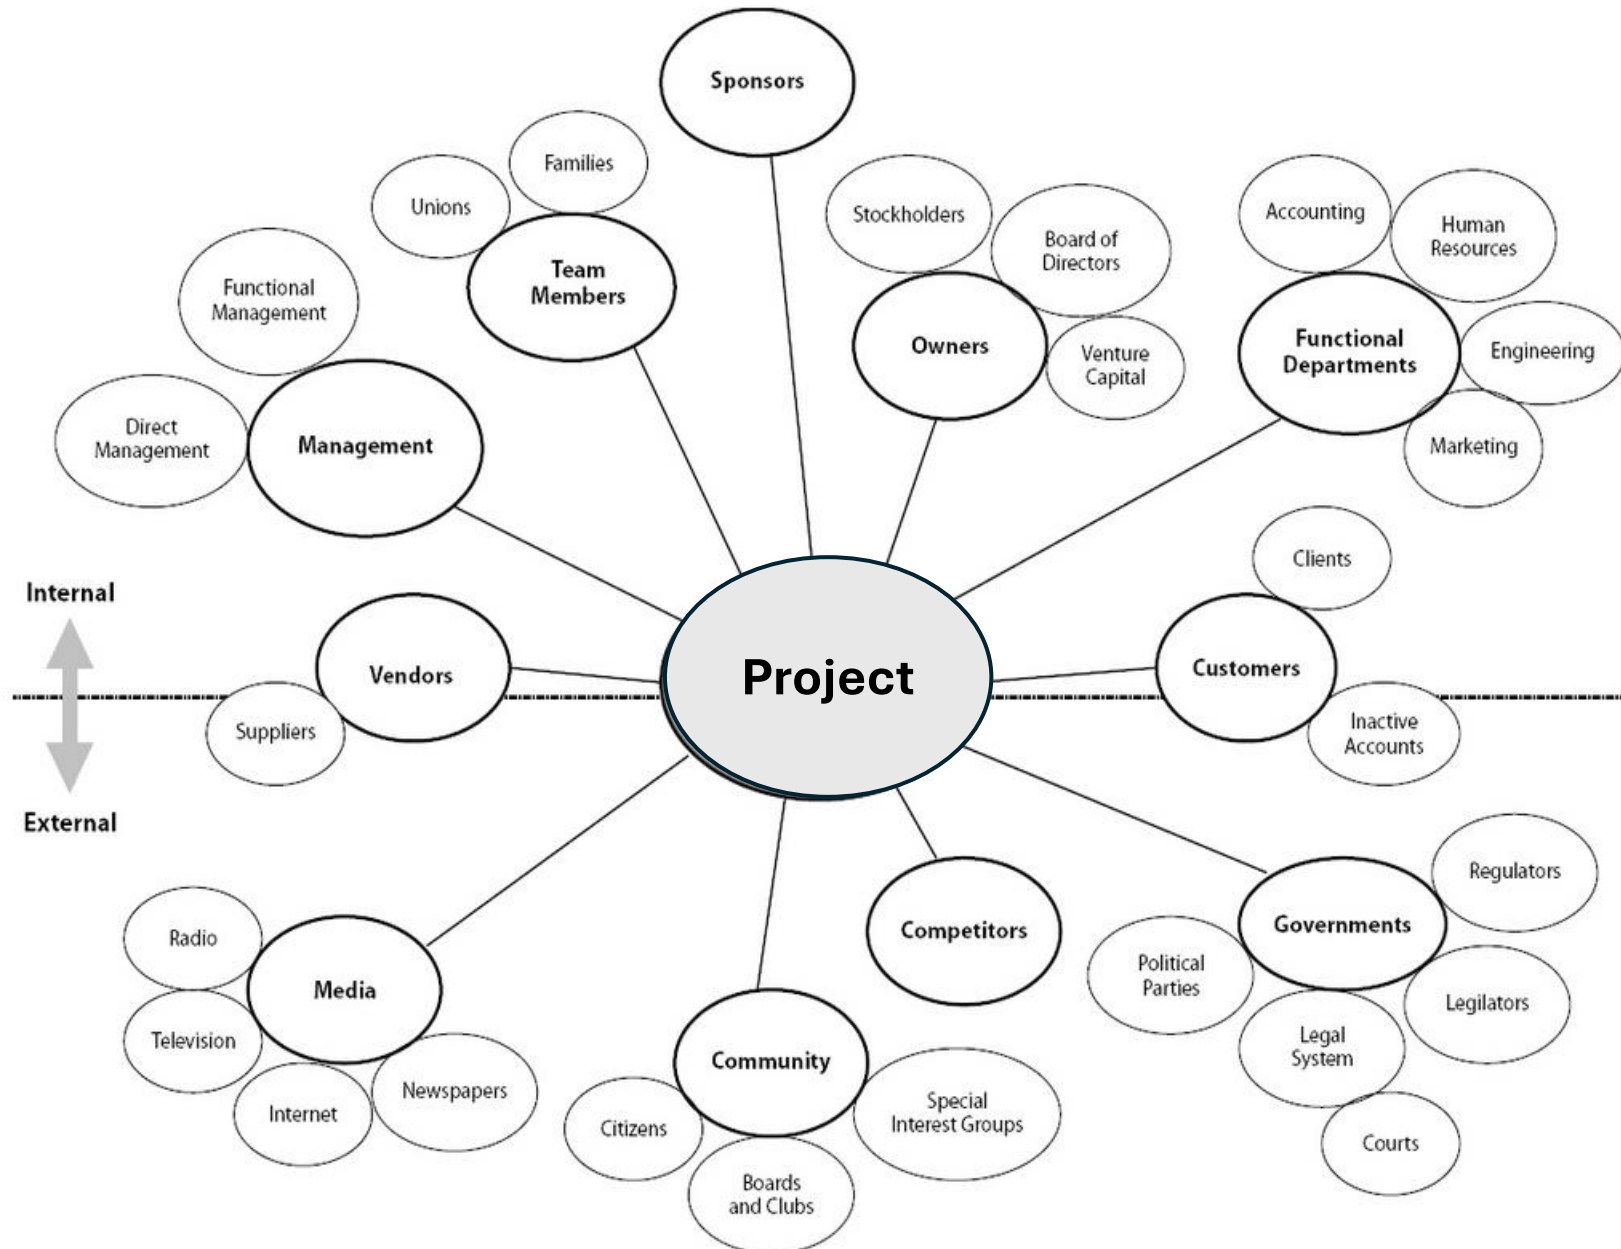 Sponsors
Families
Unions
Team
Members
Stockholders
Board of
Directors
Owners
Venture
Capital
Accounting
Human
Resources
Functional
Departments
Engineering
Marketing
Functional
Management
Direct
Management
Management
Clients
Internal
Vendors
Project
Customers
Suppliers
Inactive
Accounts
External
Radio
Media
Television
Internet
Newspapers
Community
Citizens
Special
Interest Groups
Boards
and Clubs
Competitors
Regulators
Governments
Political
Parties
Legilators
Legal
System
Courts